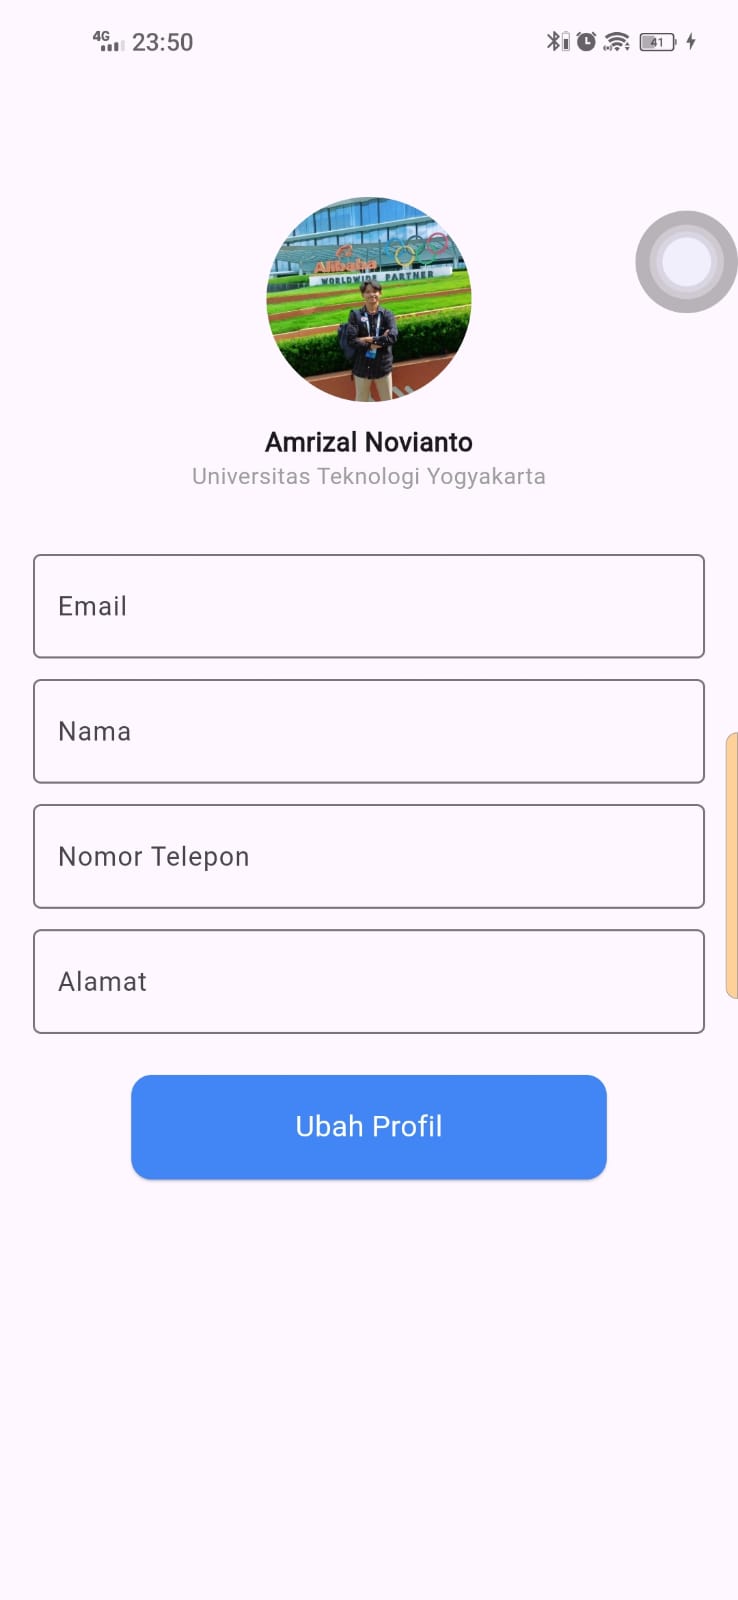 4G 23:50 41
Alibaba
WORLDWIDE PARTNER
Amrizal Novianto
Universitas Teknologi Yogyakarta
Email
Nama
Nomor Telepon
Alamat
Ubah Profil